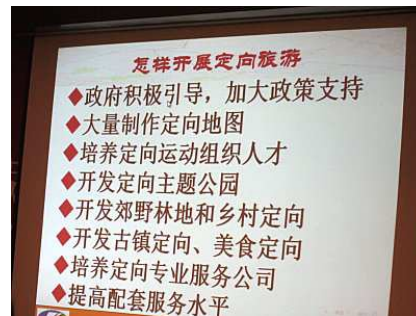 怎样开展定向旅游
◆政府积极引导，加大政策支持
◆大量制作定向地图
◆培养定向运动组织人才
◆开发定向主题公园
◆开发郊野林地和乡村定向
◆开发古镇定向、美食定向
◆培养定向专业服务公司
◆提高配套服务水平